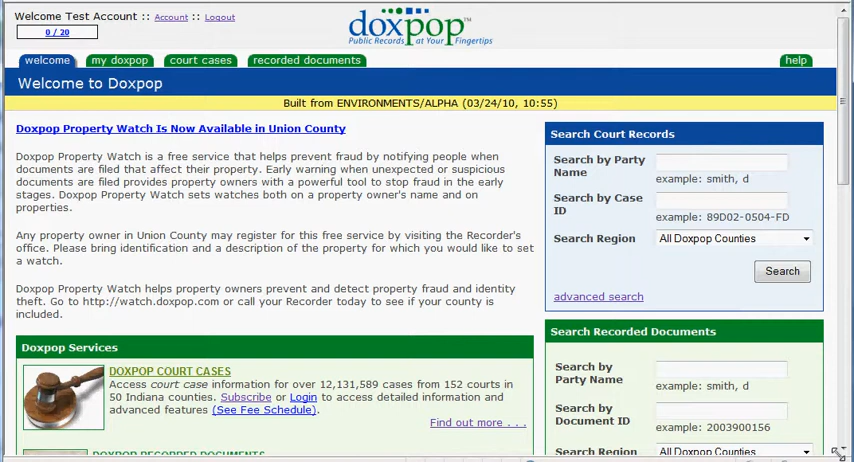 Welcome Test Account :: Account :: Logout
0 / 20
doxpop™
Public Records at Your Fingertips
welcome my doxpop court cases recorded documents help
Welcome to Doxpop
Built from ENVIRONMENTS/ALPHA (03/24/10, 10:55)
Doxpop Property Watch Is Now Available in Union County
Doxpop Property Watch is a free service that helps prevent fraud by notifying people when
documents are filed that affect their property. Early warning when unexpected or suspicious
documents are filed provides property owners with a powerful tool to stop fraud in the early
stages. Doxpop Property Watch sets watches both on a property owner's name and on
properties.
Any property owner in Union County may register for this free service by visiting the Recorder's
office. Please bring identification and a description of the property for which you would like to set
a watch.
Doxpop Property Watch helps property owners prevent and detect property fraud and identity
theft. Go to http://watch.doxpop.com or call your Recorder today to see if your county is
included.
Doxpop Services
DOXPOP COURT CASES
Access court case information for over 12,131,589 cases from 152 courts in
50 Indiana counties. Subscribe or Login to access detailed information and
advanced features (See Fee Schedule).
Find out more . . .
DOXPOP RECORDED DOCUMENTS
Search Court Records
Search by Party
Name
example: smith, d
Search by Case
ID
example: 89D02-0504-FD
Search Region All Doxpop Counties
Search
advanced search
Search Recorded Documents
Search by
Party Name
example: smith, d
Search by
Document ID
example: 2003900156
Search Region All Doxpop Counties